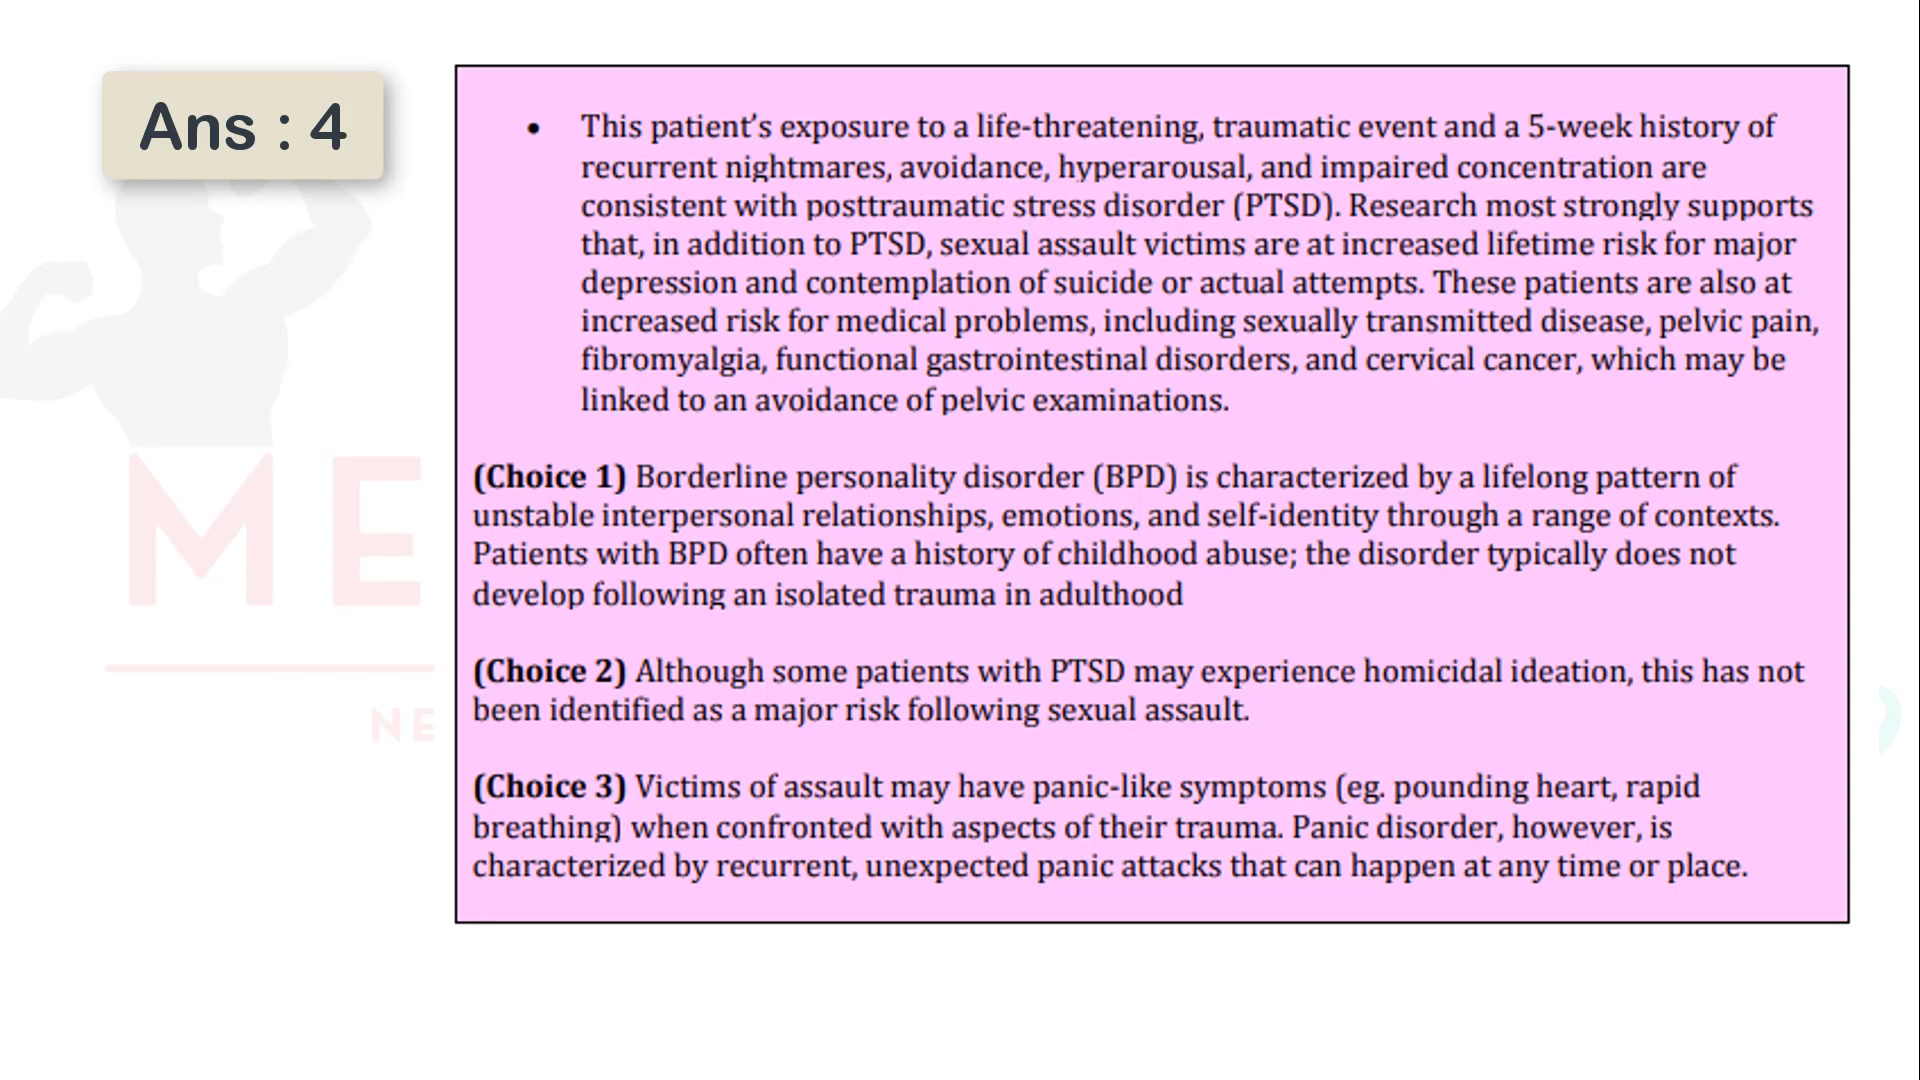 Ans : 4
• This patient’s exposure to a life-threatening, traumatic event and a 5-week history of
recurrent nightmares, avoidance, hyperarousal, and impaired concentration are
consistent with posttraumatic stress disorder (PTSD). Research most strongly supports
that, in addition to PTSD, sexual assault victims are at increased lifetime risk for major
depression and contemplation of suicide or actual attempts. These patients are also at
increased risk for medical problems, including sexually transmitted disease, pelvic pain,
fibromyalgia, functional gastrointestinal disorders, and cervical cancer, which may be
linked to an avoidance of pelvic examinations.
(Choice 1) Borderline personality disorder (BPD) is characterized by a lifelong pattern of
unstable interpersonal relationships, emotions, and self-identity through a range of contexts.
Patients with BPD often have a history of childhood abuse; the disorder typically does not
develop following an isolated trauma in adulthood
(Choice 2) Although some patients with PTSD may experience homicidal ideation, this has not
been identified as a major risk following sexual assault.
(Choice 3) Victims of assault may have panic-like symptoms (eg. pounding heart, rapid
breathing) when confronted with aspects of their trauma. Panic disorder, however, is
characterized by recurrent, unexpected panic attacks that can happen at any time or place.
ME
NE